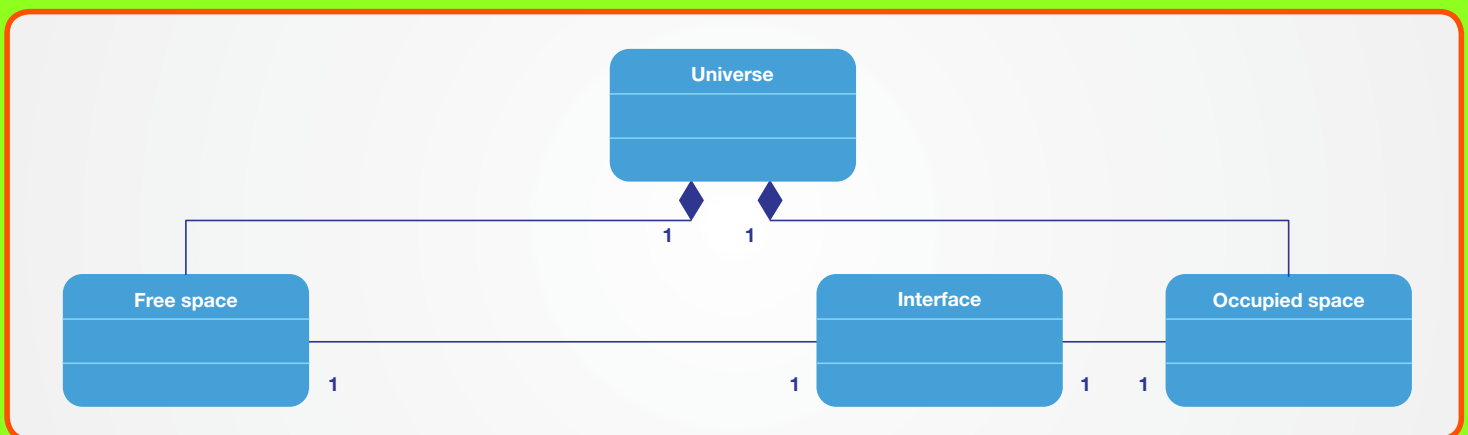 Universe
1 1
Free space
Interface
Occupied space
1 1 1 1